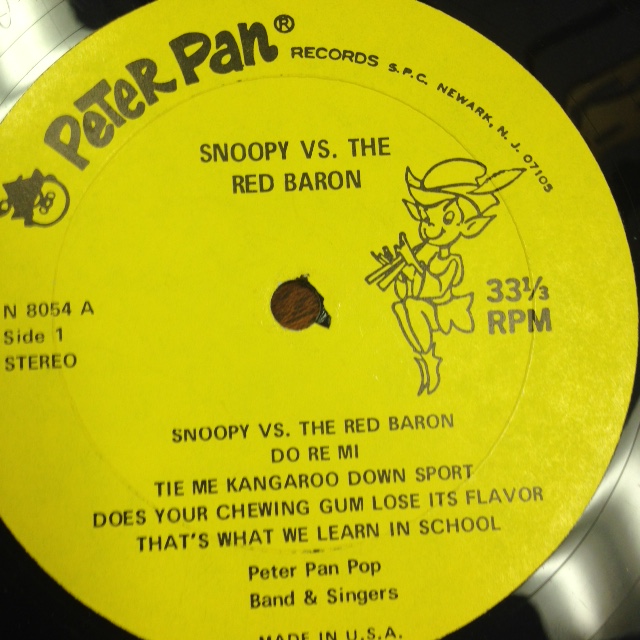 Peter Pan® RECORDS S.P.C. NEWARK, N. J. 07105
SNOOPY VS. THE
RED BARON
33⅓
RPM
N 8054 A
Side 1
STEREO
SNOOPY VS. THE RED BARON
DO RE MI
TIE ME KANGAROO DOWN SPORT
DOES YOUR CHEWING GUM LOSE ITS FLAVOR
THAT'S WHAT WE LEARN IN SCHOOL
Peter Pan Pop
Band & Singers
MADE IN U.S.A.